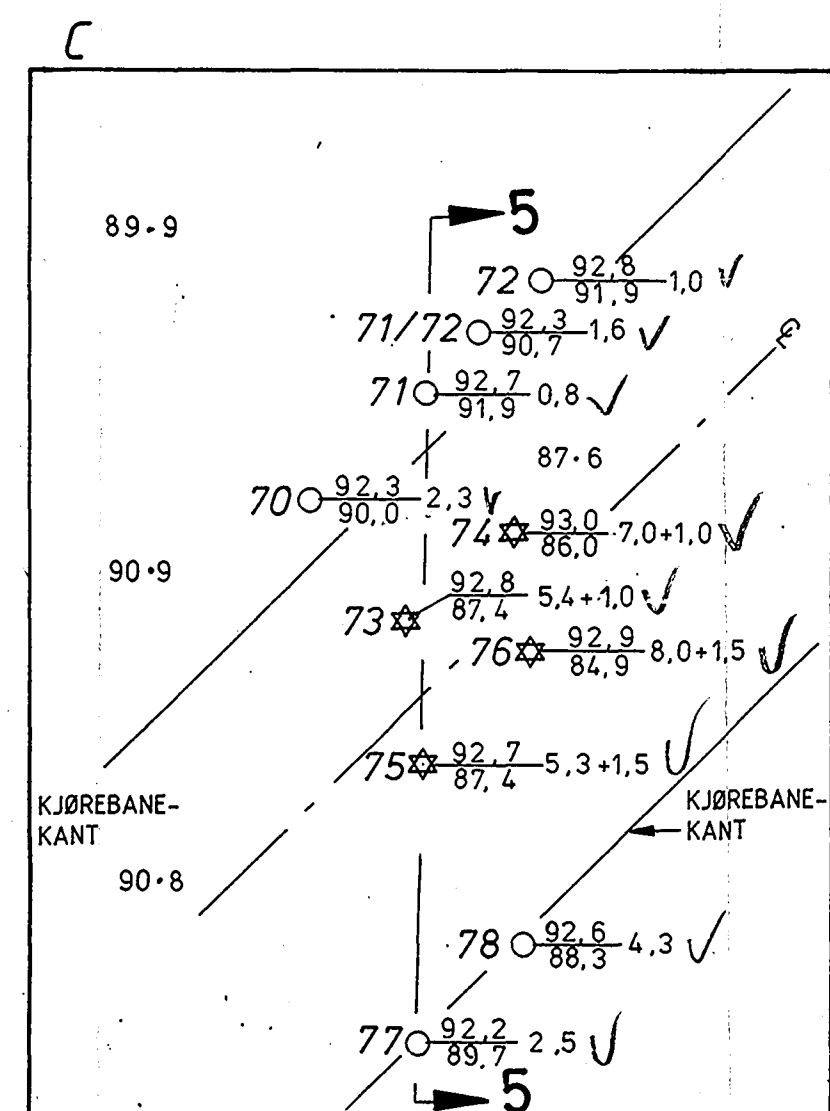 C
89.9
5
72 92,8 1,0 ✓
91,9
71/72 92,3 1,6 ✓
90,7
℄
71 92,7 0,8 ✓
91,9
87.6
70 92,3 2,3 ✓
90,0
74 93,0 7,0+1,0 ✓
86,0
90.9
73 92,8 5,4+1,0 ✓
87,4
76 92,9 8,0+1,5 ✓
84,9
75 92,7 5,3+1,5 ✓
87,4
KJØREBANE-
KANT
KJØREBANE-
KANT
90.8
78 92,6 4,3 ✓
88,3
77 92,2 2,5 ✓
89,7
5